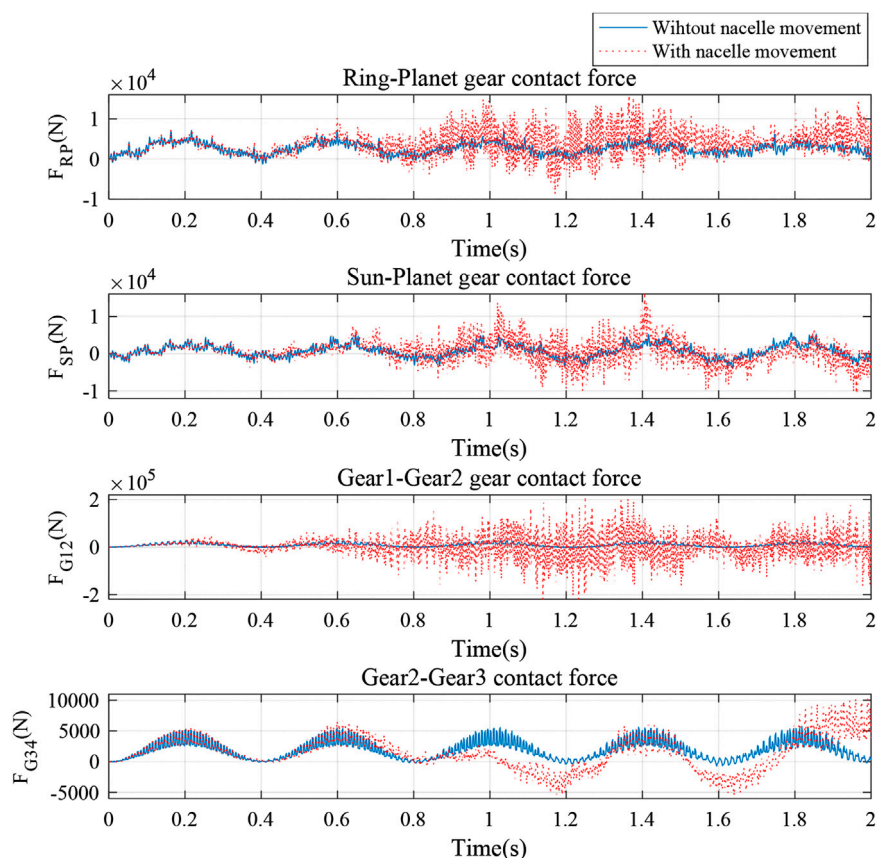 Wihtout nacelle movement
With nacelle movement
×10⁴
Ring-Planet gear contact force
F_RP(N)
1
0
-1
0 0.2 0.4 0.6 0.8 1 1.2 1.4 1.6 1.8 2
Time(s)
×10⁴
Sun-Planet gear contact force
F_SP(N)
1
0
-1
0 0.2 0.4 0.6 0.8 1 1.2 1.4 1.6 1.8 2
Time(s)
×10⁵
Gear1-Gear2 gear contact force
F_G12(N)
2
0
-2
0 0.2 0.4 0.6 0.8 1 1.2 1.4 1.6 1.8 2
Time(s)
Gear2-Gear3 contact force
F_G34(N)
10000
5000
0
-5000
0 0.2 0.4 0.6 0.8 1 1.2 1.4 1.6 1.8 2
Time(s)